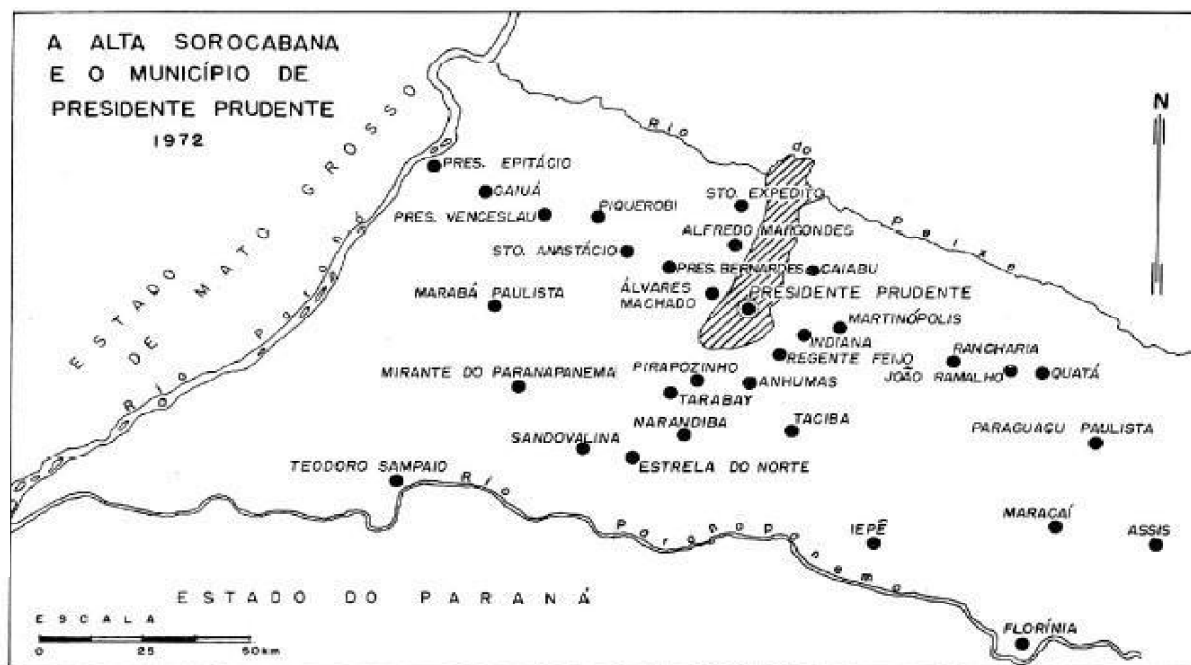 A ALTA SOROCABANA
E O MUNICÍPIO DE
PRESIDENTE PRUDENTE
1972
N
ESTADO
DE MATO GROSSO
Rio Paraná
Rio do Peixe
PRES. EPITÁCIO
CAIUÁ
PRES. VENCESLAU
PIQUEROBI
STO. EXPEDITO
STO. ANASTÁCIO
ALFREDO MARCONDES
PRES. BERNARDES
CAIABU
MARABÁ PAULISTA
ÁLVARES
MACHADO
PRESIDENTE PRUDENTE
MARTINÓPOLIS
INDIANA
REGENTE FEIJO
RANCHARIA
JOÃO RAMALHO
QUATÁ
MIRANTE DO PARANAPANEMA
PIRAPOZINHO
ANHUMAS
TARABAY
NARANDIBA
TACIBA
PARAGUAÇU PAULISTA
SANDOVALINA
ESTRELA DO NORTE
TEODORO SAMPAIO
Rio Paranapanema
IEPÊ
MARACAÍ
ASSIS
ESTADO DO PARANÁ
FLORÍNIA
ESCALA
0 25 50km